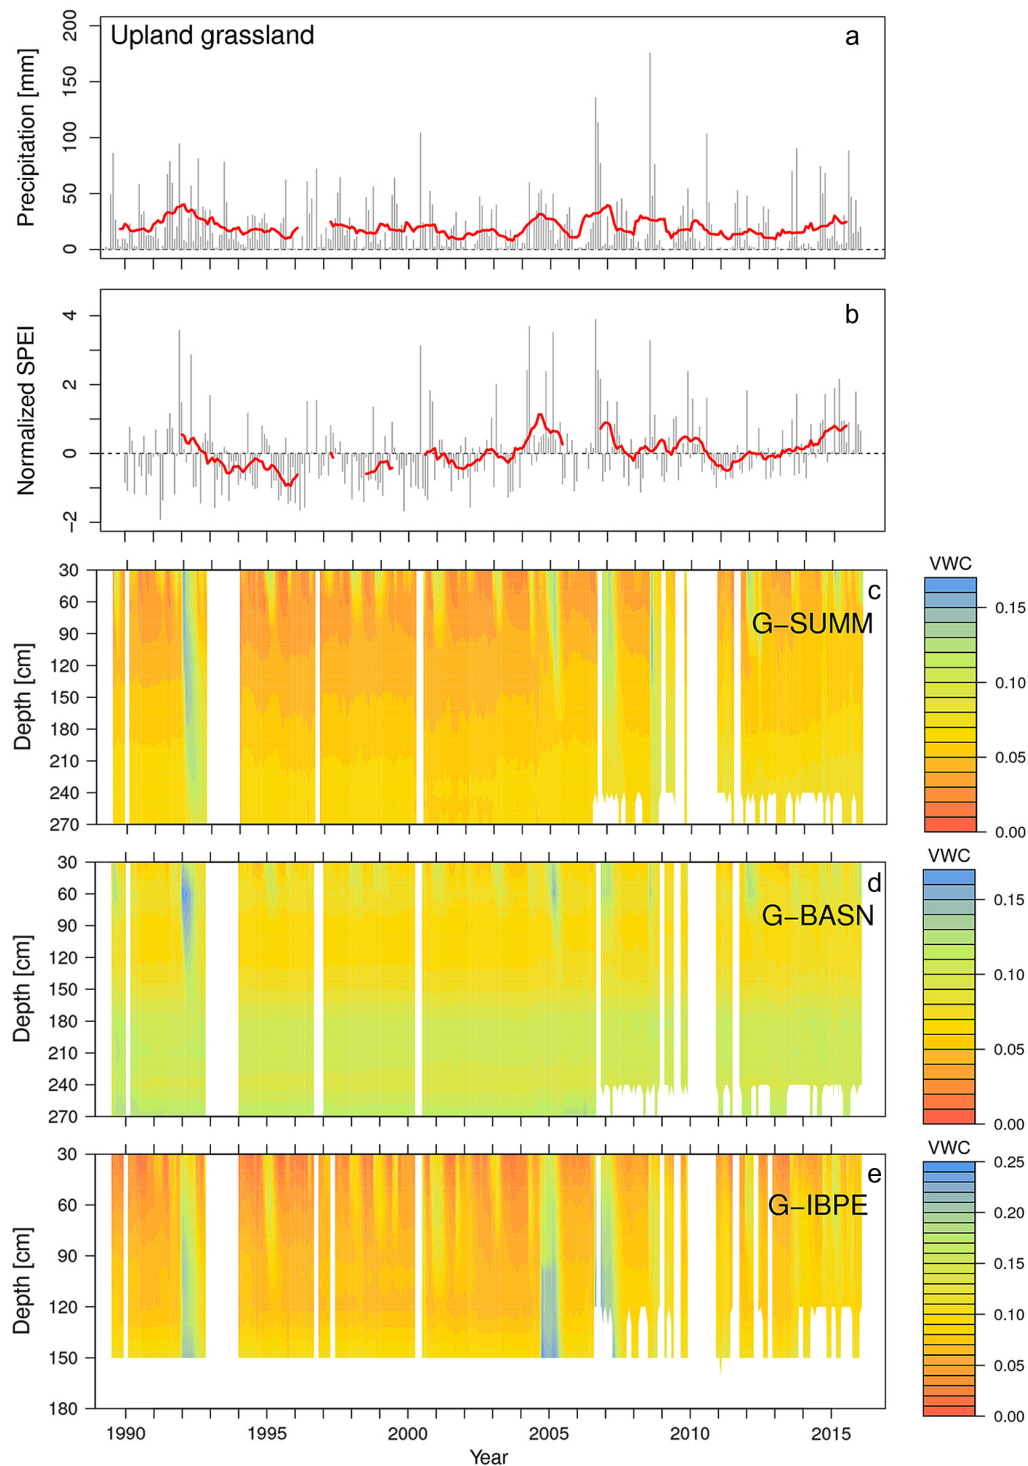 Upland grassland
a
Precipitation [mm]
200
150
100
50
0
b
Normalized SPEI
4
2
0
−2
c
G−SUMM
Depth [cm]
30
60
90
120
150
180
210
240
270
VWC
0.15
0.10
0.05
0.00
d
G−BASN
Depth [cm]
30
60
90
120
150
180
210
240
270
VWC
0.15
0.10
0.05
0.00
e
G−IBPE
Depth [cm]
30
60
90
120
150
180
VWC
0.25
0.20
0.15
0.10
0.05
0.00
1990 1995 2000 2005 2010 2015
Year